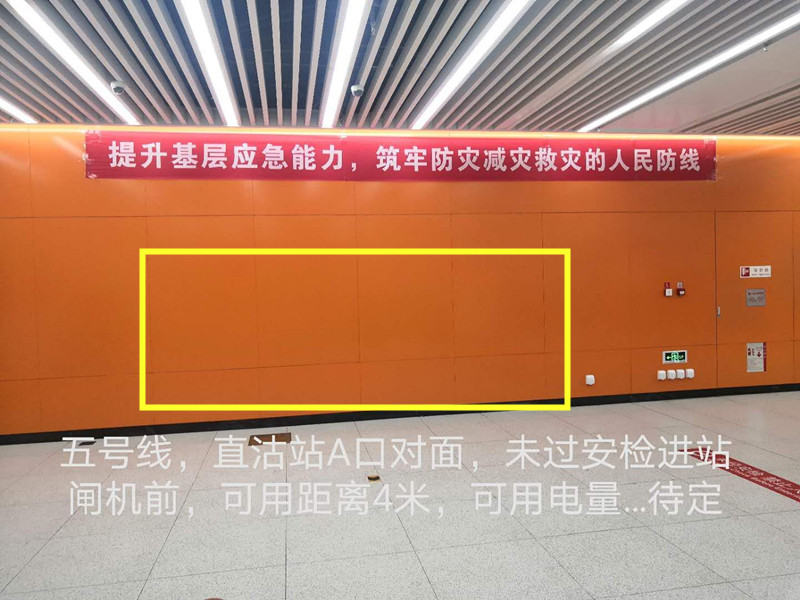 提升基层应急能力，筑牢防灾减灾救灾的人民防线
五号线，直沽站A口对面，未过安检进站
闸机前，可用距离4米，可用电量...待定